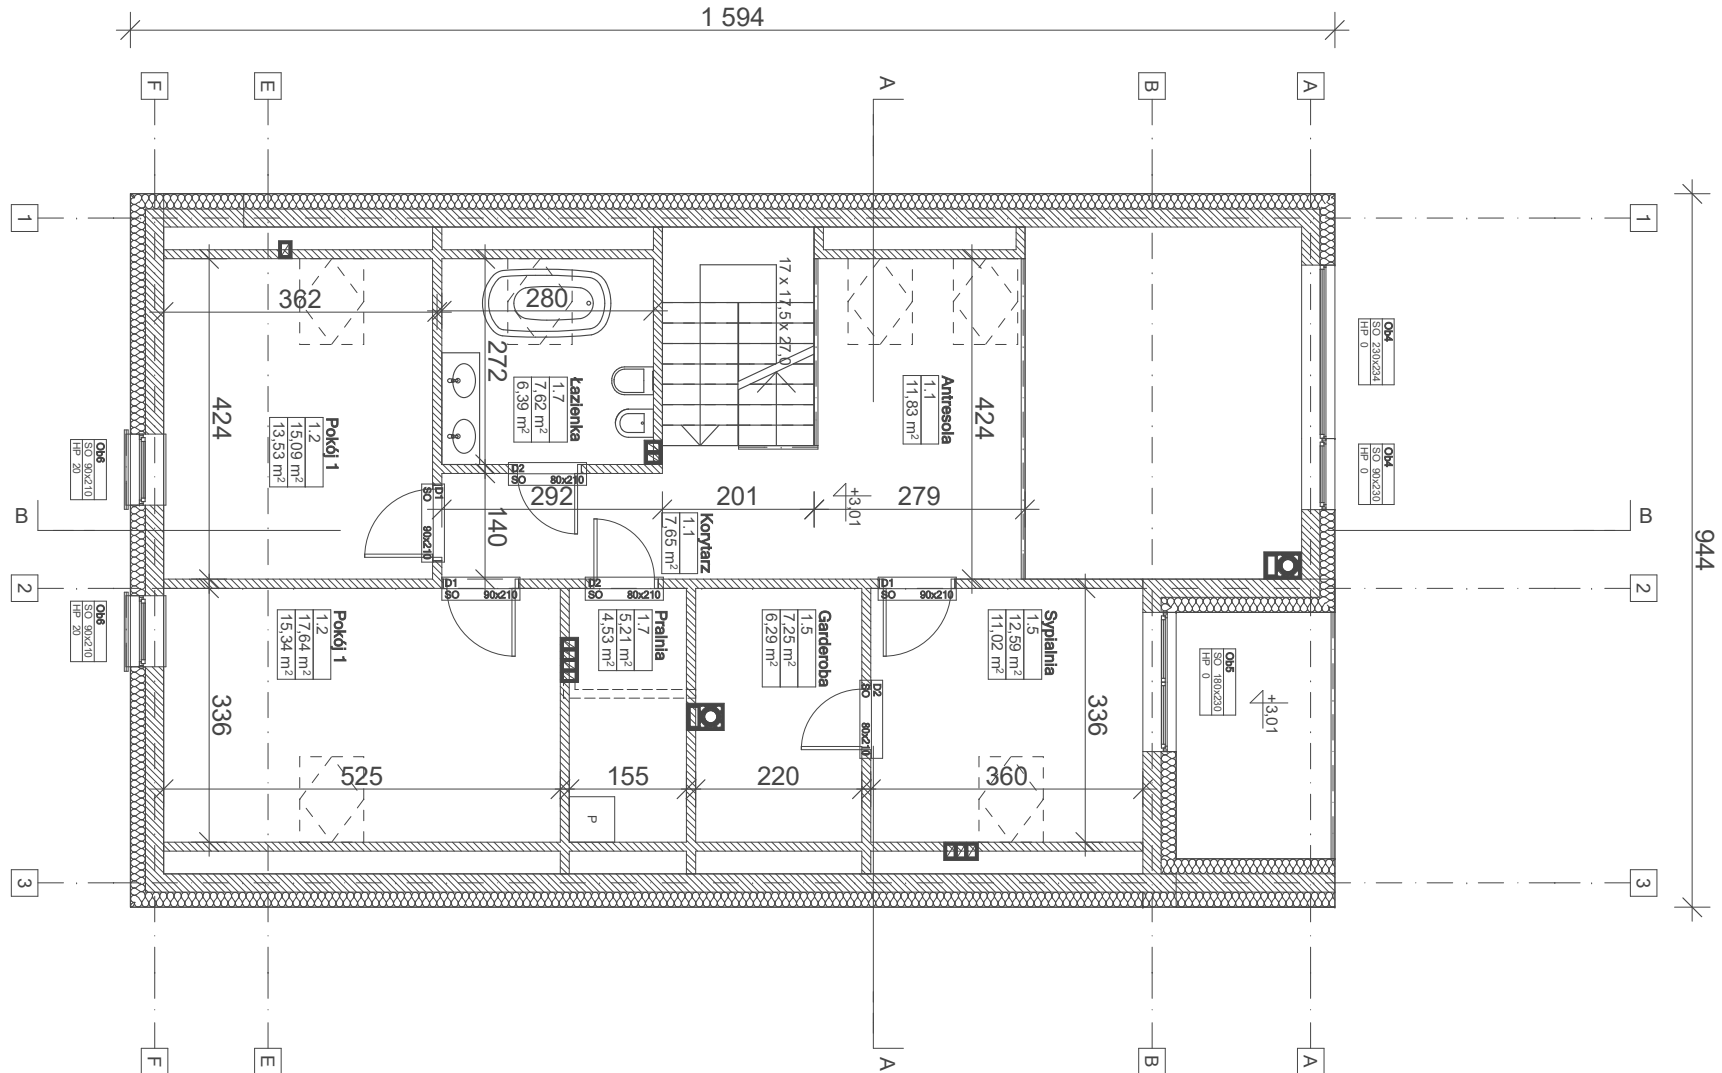 1 594
F
E
A
B
A
1
1
944
17 x 17,5 x 27,0
362
280
272
424
424
Łazienka
1.7
7,62 m²
6,39 m²
Antresola
1.1
11,83 m²
Pokój 1
1.2
15,09 m²
13,53 m²
Ob4
SO 230x234
HP 0
Ob4
SO 90x230
HP 0
Ob6
SO 90x210
HP 20
D2
SO 80x210
D1
SO 90x210
292
201
279
+3,01
140
Korytarz
1.1
7,65 m²
B
B
2
2
D1
SO 90x210
D2
SO 80x210
D1
SO 90x210
Ob6
SO 90x210
HP 20
Pokój 1
1.2
17,64 m²
15,34 m²
Pralnia
1.7
5,21 m²
4,53 m²
Garderoba
1.5
7,25 m²
6,29 m²
Sypialnia
1.5
12,59 m²
11,02 m²
Ob5
SO 180x230
HP 0
+3,01
D2
SO 80x210
336
336
525
155
220
360
P
3
3
F
E
A
B
A